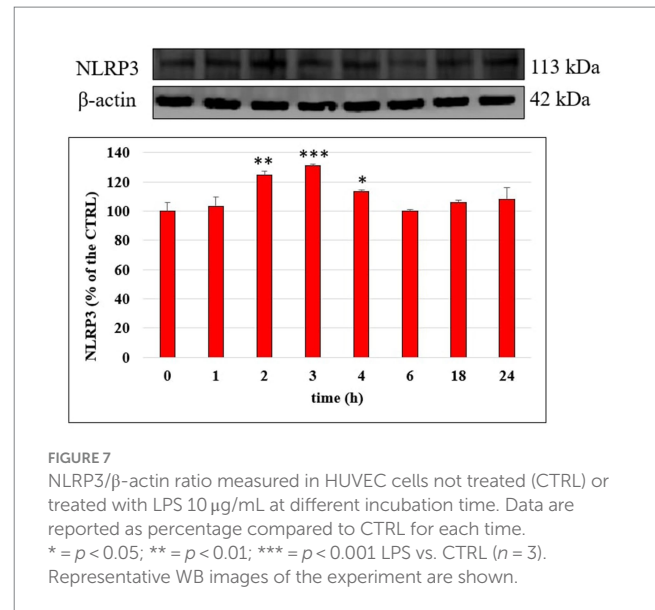 NLRP3
113 kDa
β-actin
42 kDa
NLRP3 (% of the CTRL)
140
120
100
80
60
40
20
0
**
***
*
0 1 2 3 4 6 18 24
time (h)
FIGURE 7
NLRP3/β-actin ratio measured in HUVEC cells not treated (CTRL) or
treated with LPS 10 μg/mL at different incubation time. Data are
reported as percentage compared to CTRL for each time.
* = p < 0.05; ** = p < 0.01; *** = p < 0.001 LPS vs. CTRL (n = 3).
Representative WB images of the experiment are shown.